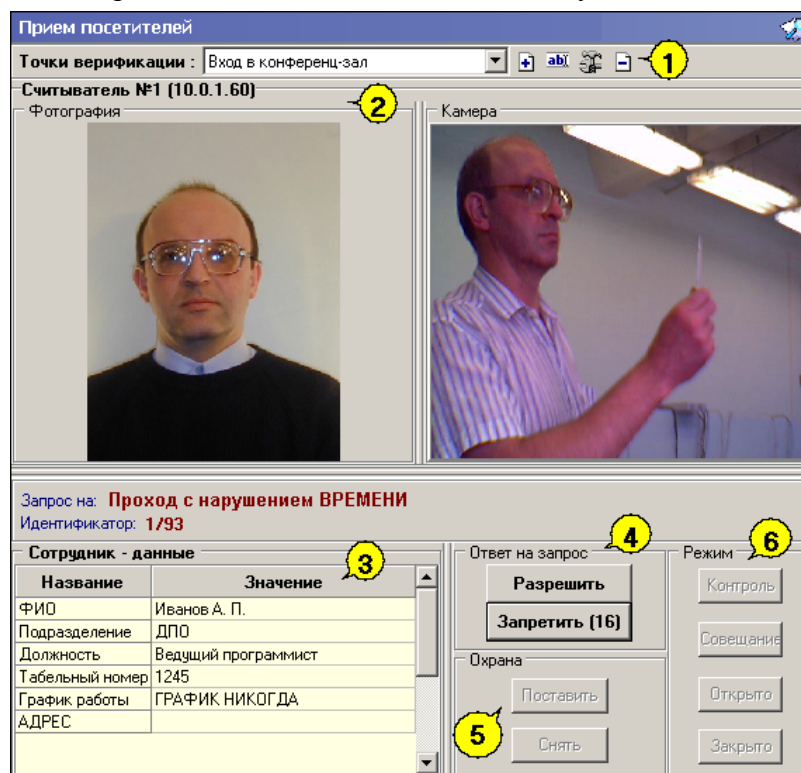 Прием посетителей
Точки верификации : Вход в конференц-зал
1
Считыватель №1 (10.0.1.60)
2
Фотография
Камера
Запрос на: Проход с нарушением ВРЕМЕНИ
Идентификатор: 1/93
Сотрудник - данные
3
Название Значение
ФИО Иванов А. П.
Подразделение ДПО
Должность Ведущий программист
Табельный номер 1245
График работы ГРАФИК НИКОГДА
АДРЕС
Ответ на запрос
4
Разрешить
Запретить (16)
Охрана
Поставить
5
Снять
Режим
6
Контроль
Совещание
Открыто
Закрыто